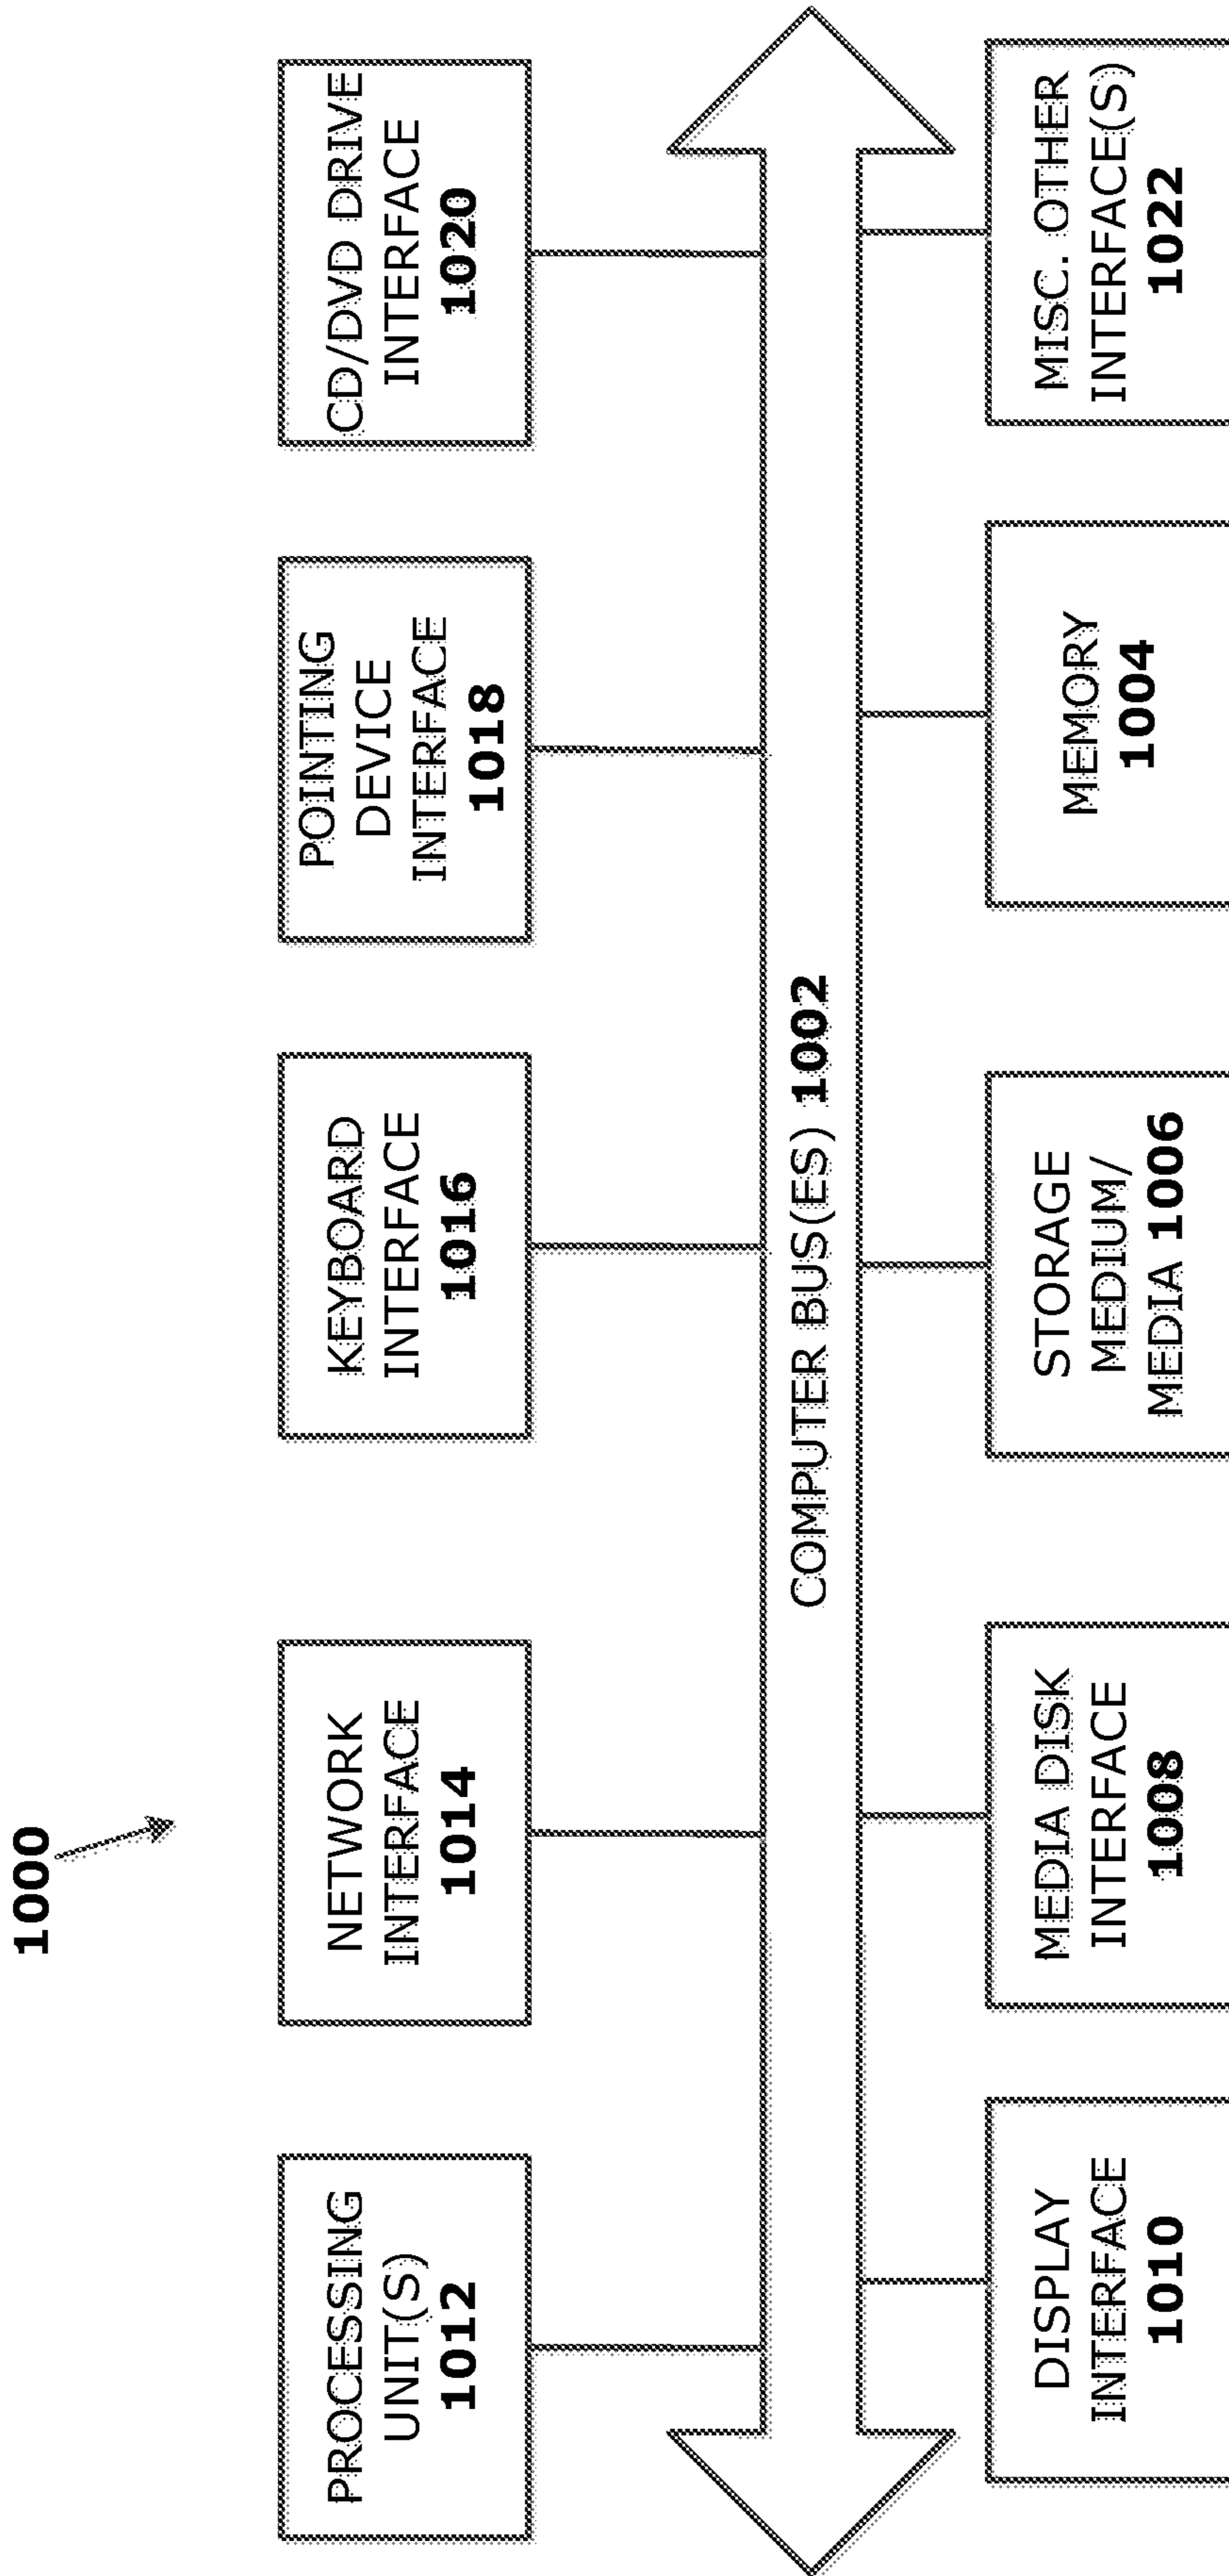 1000
PROCESSING
UNIT(S)
1012
NETWORK
INTERFACE
1014
KEYBOARD
INTERFACE
1016
POINTING
DEVICE
INTERFACE
1018
CD/DVD DRIVE
INTERFACE
1020
COMPUTER BUS(ES) 1002
DISPLAY
INTERFACE
1010
MEDIA DISK
INTERFACE
1008
STORAGE
MEDIUM/
MEDIA 1006
MEMORY
1004
MISC. OTHER
INTERFACE(S)
1022